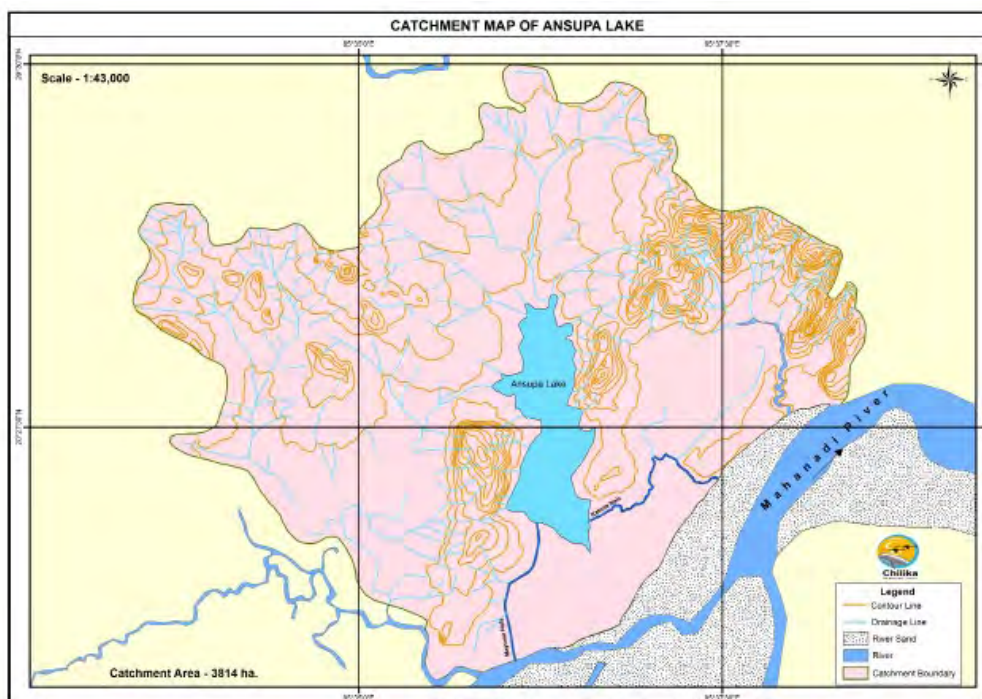 CATCHMENT MAP OF ANSUPA LAKE
Scale - 1:43,000
Ansupa Lake
Mahanadi River
Chilika
Legend
Contour Line
Drainage Line
River Sand
River
Catchment Boundary
Catchment Area - 3814 ha.